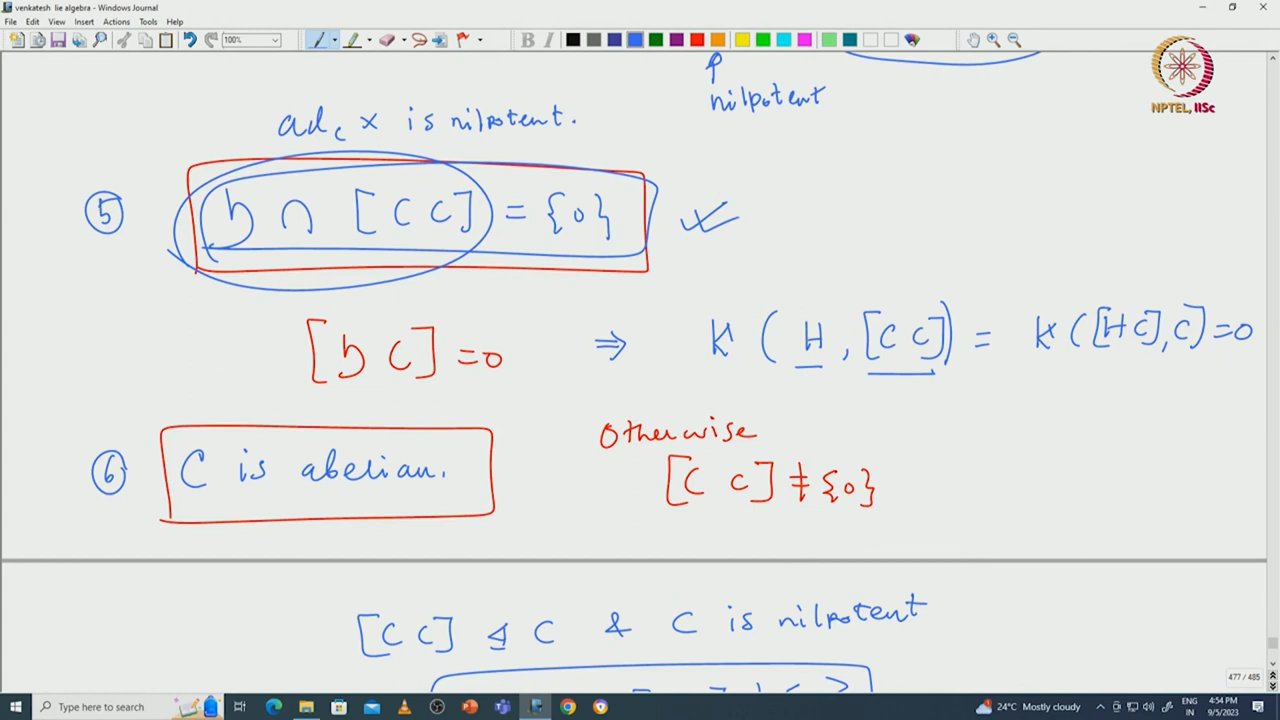 venkatesh lie algebra - Windows Journal
File Edit View Insert Actions Tools Help
100%
B I
NPTEL, IISc
nilpotent
ad_c x is nilpotent.
⑤ h ∩ [C C] = {0}
[h C] = 0 ⇒ K ( H , [C C] ) = K ([H C], C) = 0
⑥ C is abelian. Otherwise
[C C] ≠ {0}
[C C] ⊴ C & C is nilpotent
477 / 485
Type here to search
24°C Mostly cloudy
ENG
IN
4:54 PM
9/5/2023